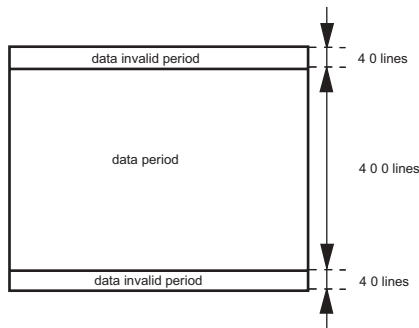 data invalid period
4 0 lines
data period
4 0 0 lines
data invalid period
4 0 lines